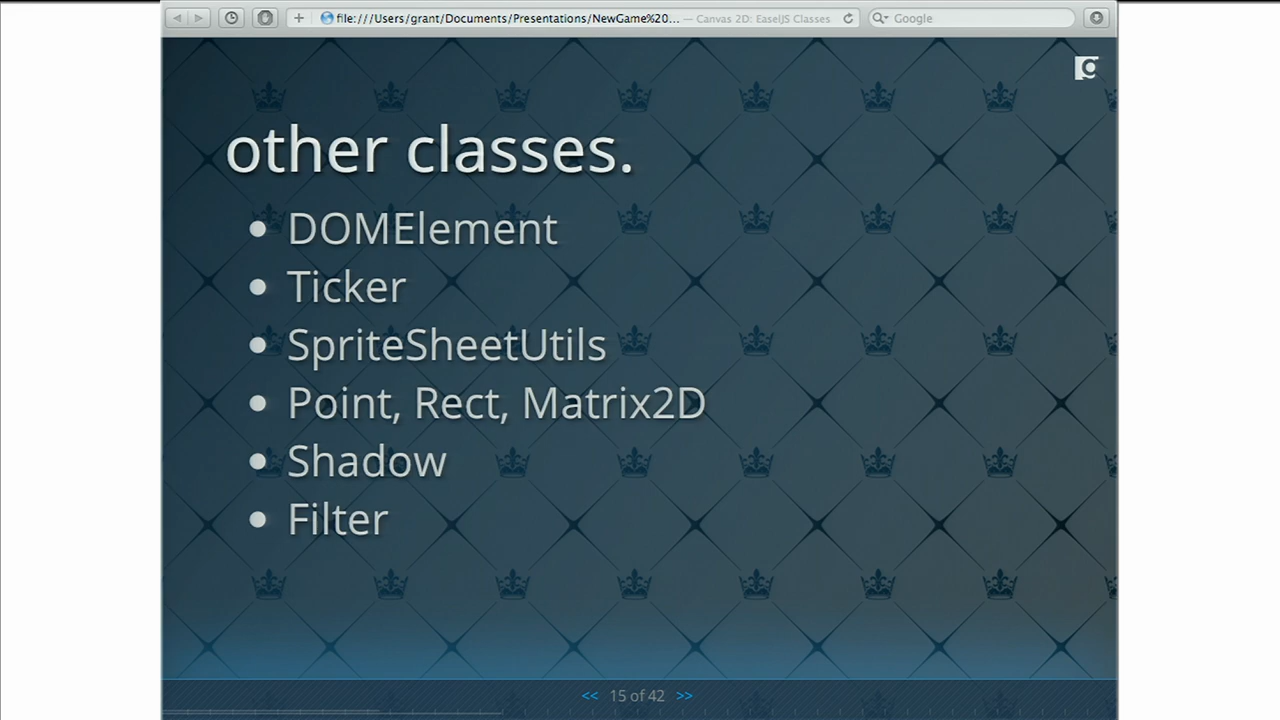 file:///Users/grant/Documents/Presentations/NewGame%20... — Canvas 2D: EaselJS Classes
Google
g
other classes.
• DOMElement
• Ticker
• SpriteSheetUtils
• Point, Rect, Matrix2D
• Shadow
• Filter
<< 15 of 42 >>